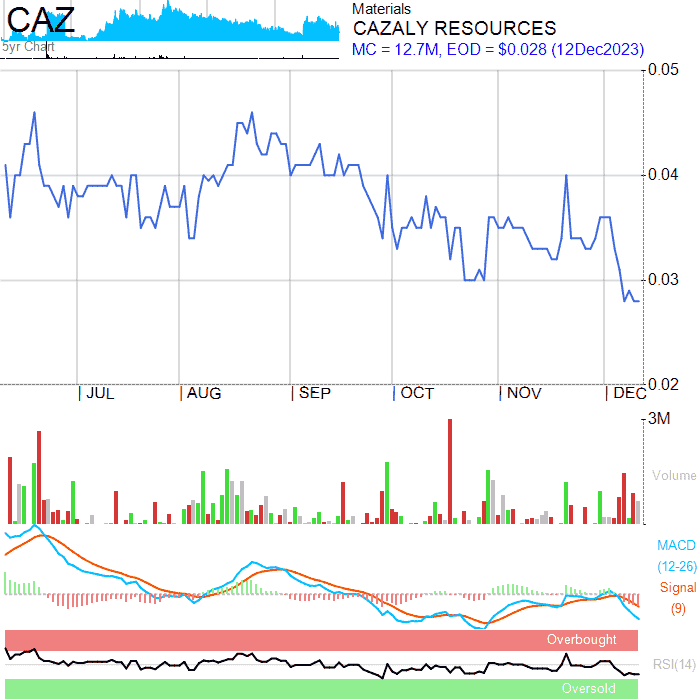 CAZ
5yr Chart
Materials
CAZALY RESOURCES
MC = 12.7M, EOD = $0.028 (12Dec2023)
0.05
0.04
0.03
0.02
JUL AUG SEP OCT NOV DEC
3M
Volume
MACD
(12-26)
Signal
(9)
Overbought
RSI(14)
Oversold